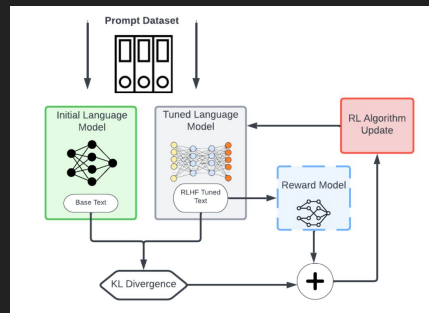 Prompt Dataset
Initial Language
Model
Base Text
Tuned Language
Model
RLHF Tuned
Text
Reward Model
RL Algorithm
Update
KL Divergence
+